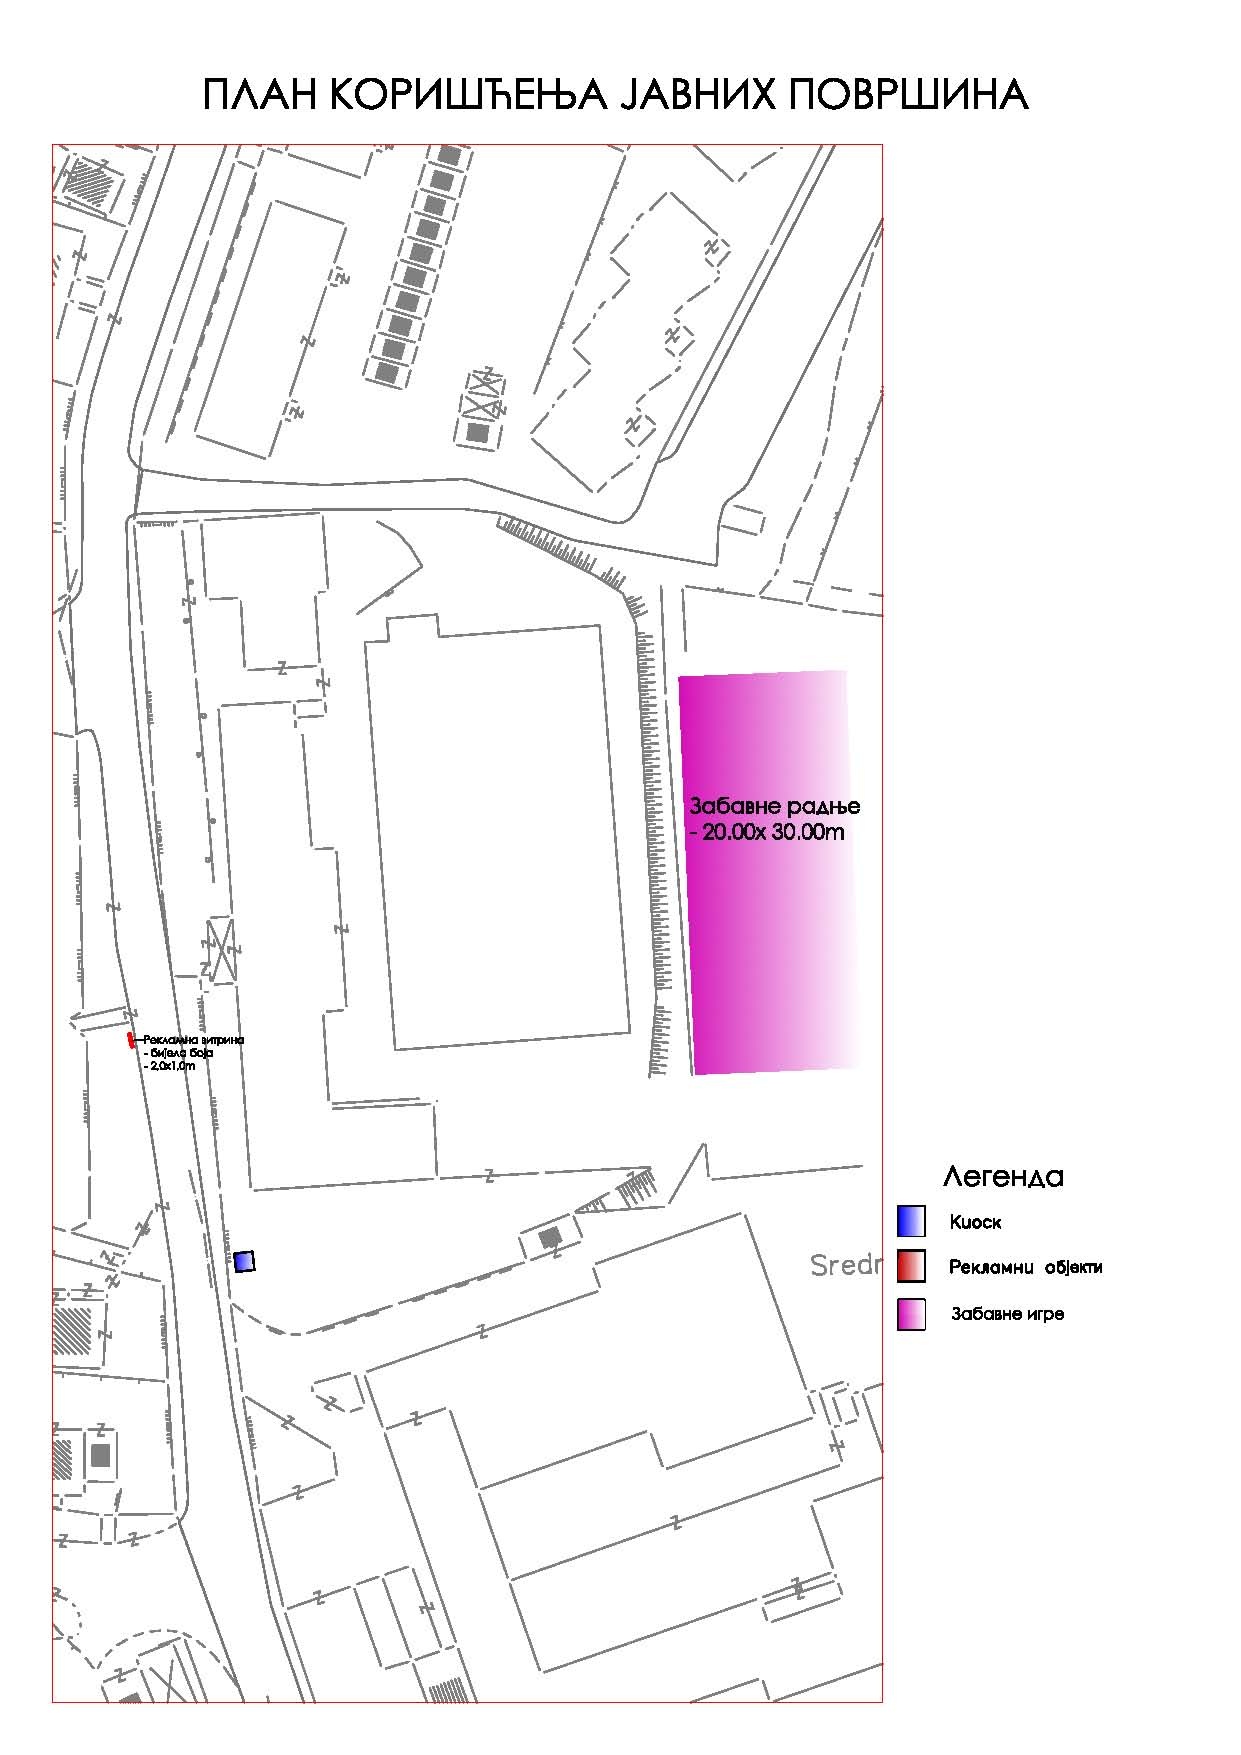 ПЛАН КОРИШЋЕЊА ЈАВНИХ ПОВРШИНА
Забавне радње
- 20.00x 30.00m
Рекламна витрина
- бијела боја
- 2,0x1,0m
Легенда
Киоск
Sredr
Рекламни објекти
Забавне игре